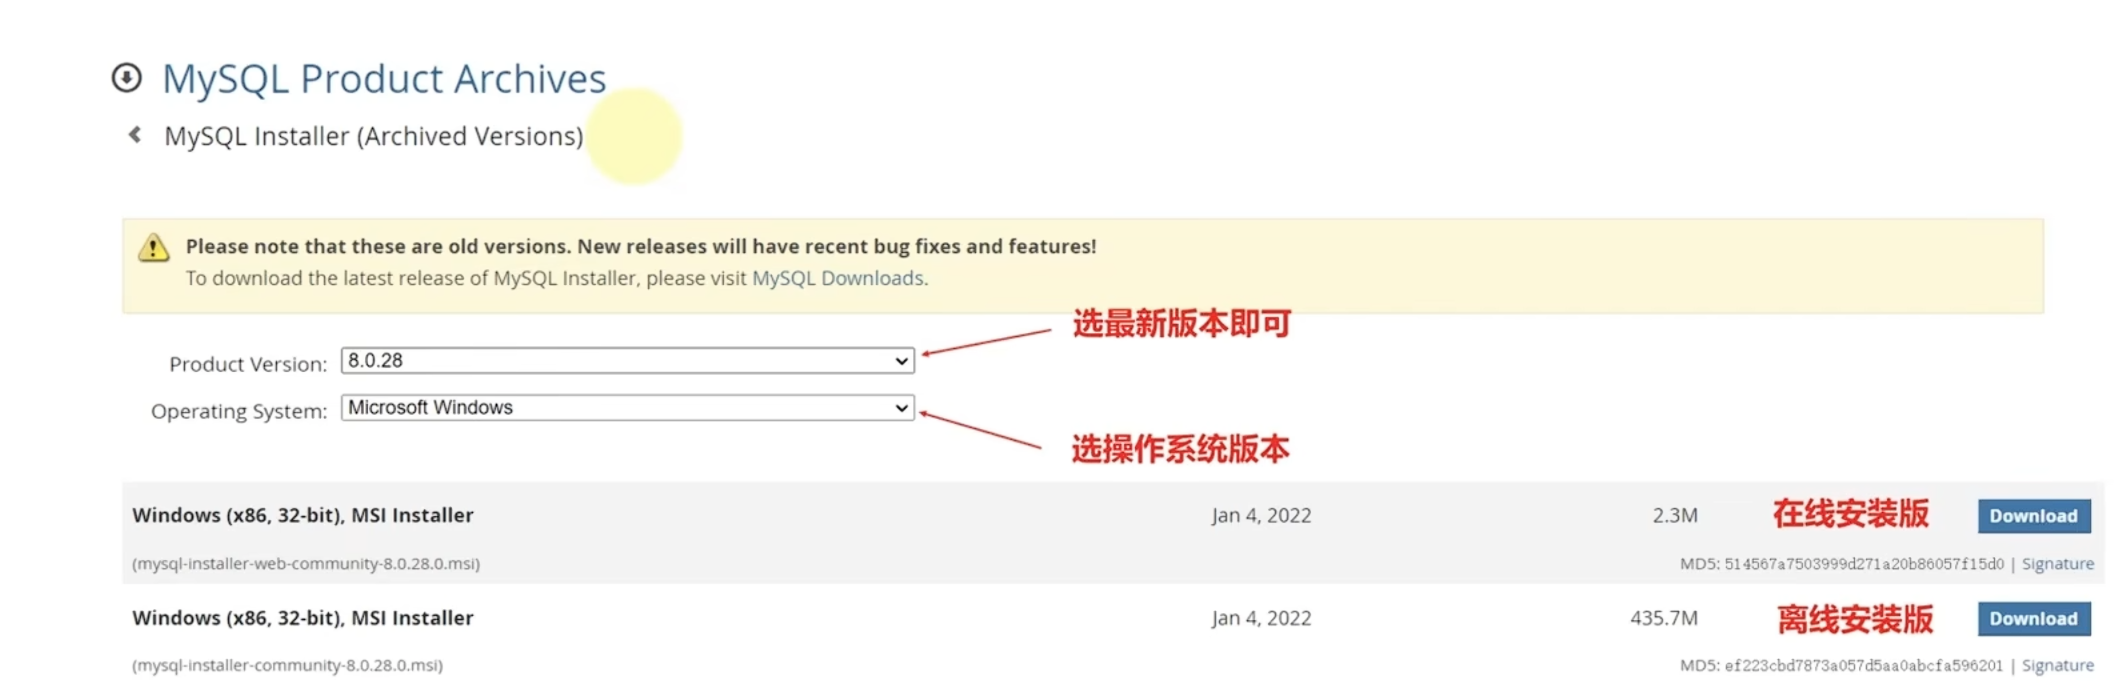 MySQL Product Archives
MySQL Installer (Archived Versions)
Please note that these are old versions. New releases will have recent bug fixes and features!
To download the latest release of MySQL Installer, please visit MySQL Downloads.
选最新版本即可
Product Version: 8.0.28
Operating System: Microsoft Windows
选操作系统版本
Windows (x86, 32-bit), MSI Installer Jan 4, 2022 2.3M 在线安装版 Download
(mysql-installer-web-community-8.0.28.0.msi) MD5: 514567a7503999d271a20b86057f15d0 | Signature
Windows (x86, 32-bit), MSI Installer Jan 4, 2022 435.7M 离线安装版 Download
(mysql-installer-community-8.0.28.0.msi) MD5: ef223cbd7873a057d5aa0abcfa596201 | Signature